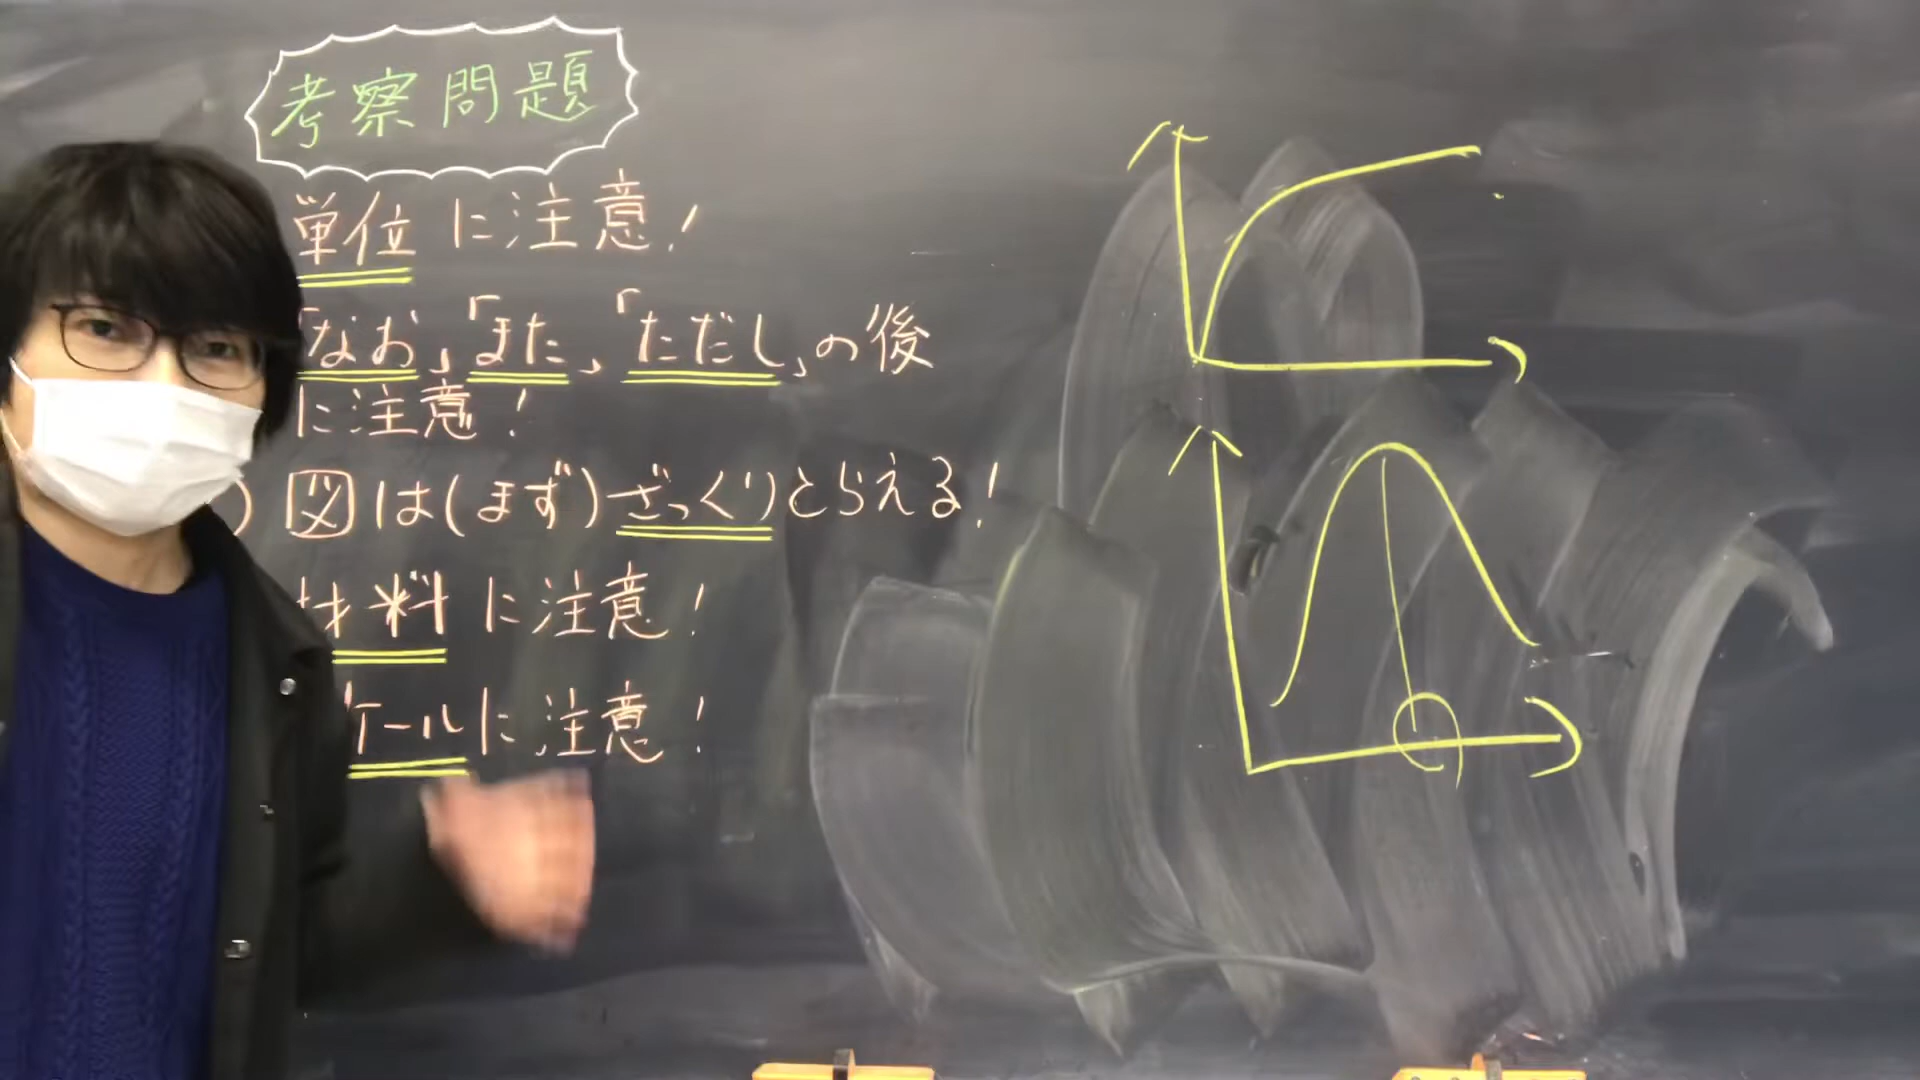 考察問題
単位に注意!
「なお」「また」「ただし」の後
に注意!
) 図は(まず)ざっくりとらえる!
材料に注意!
ケールに注意!